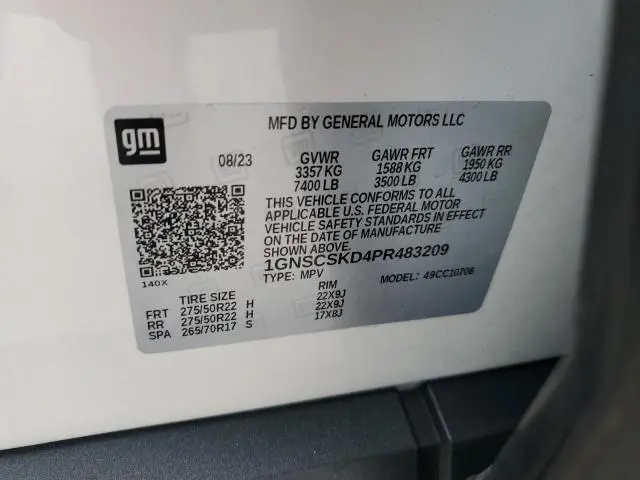 gm
MFD BY GENERAL MOTORS LLC
08/23 GVWR GAWR FRT GAWR RR
3357 KG 1588 KG 1950 KG
7400 LB 3500 LB 4300 LB
THIS VEHICLE CONFORMS TO ALL
APPLICABLE U.S. FEDERAL MOTOR
VEHICLE SAFETY STANDARDS IN EFFECT ON
THE DATE OF MANUFACTURE
SHOWN ABOVE.
1GNSCSKD4PR483209
TYPE: MPV MODEL: 49CC10706
140X
TIRE SIZE RIM
FRT 275/50R22 H 22X9J
RR 275/50R22 H 22X9J
SPA 265/70R17 S 17X8J